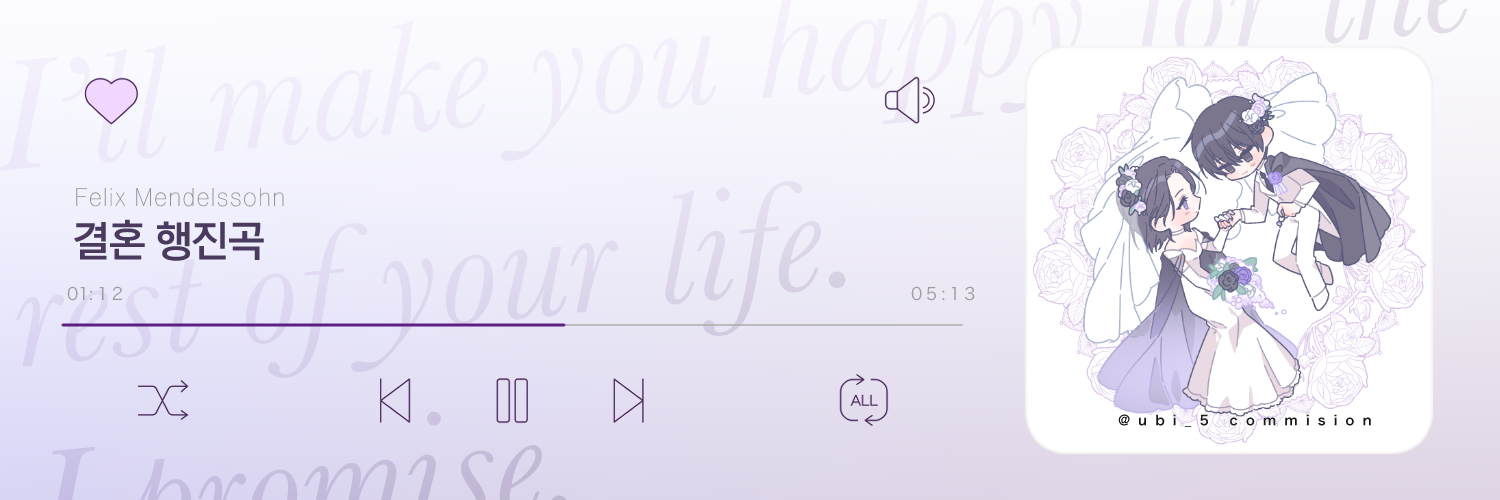 I'll make you happy for the
rest of your life.
I promise.
Felix Mendelssohn
결혼 행진곡
01:12
05:13
ALL
@ubi_5 commision